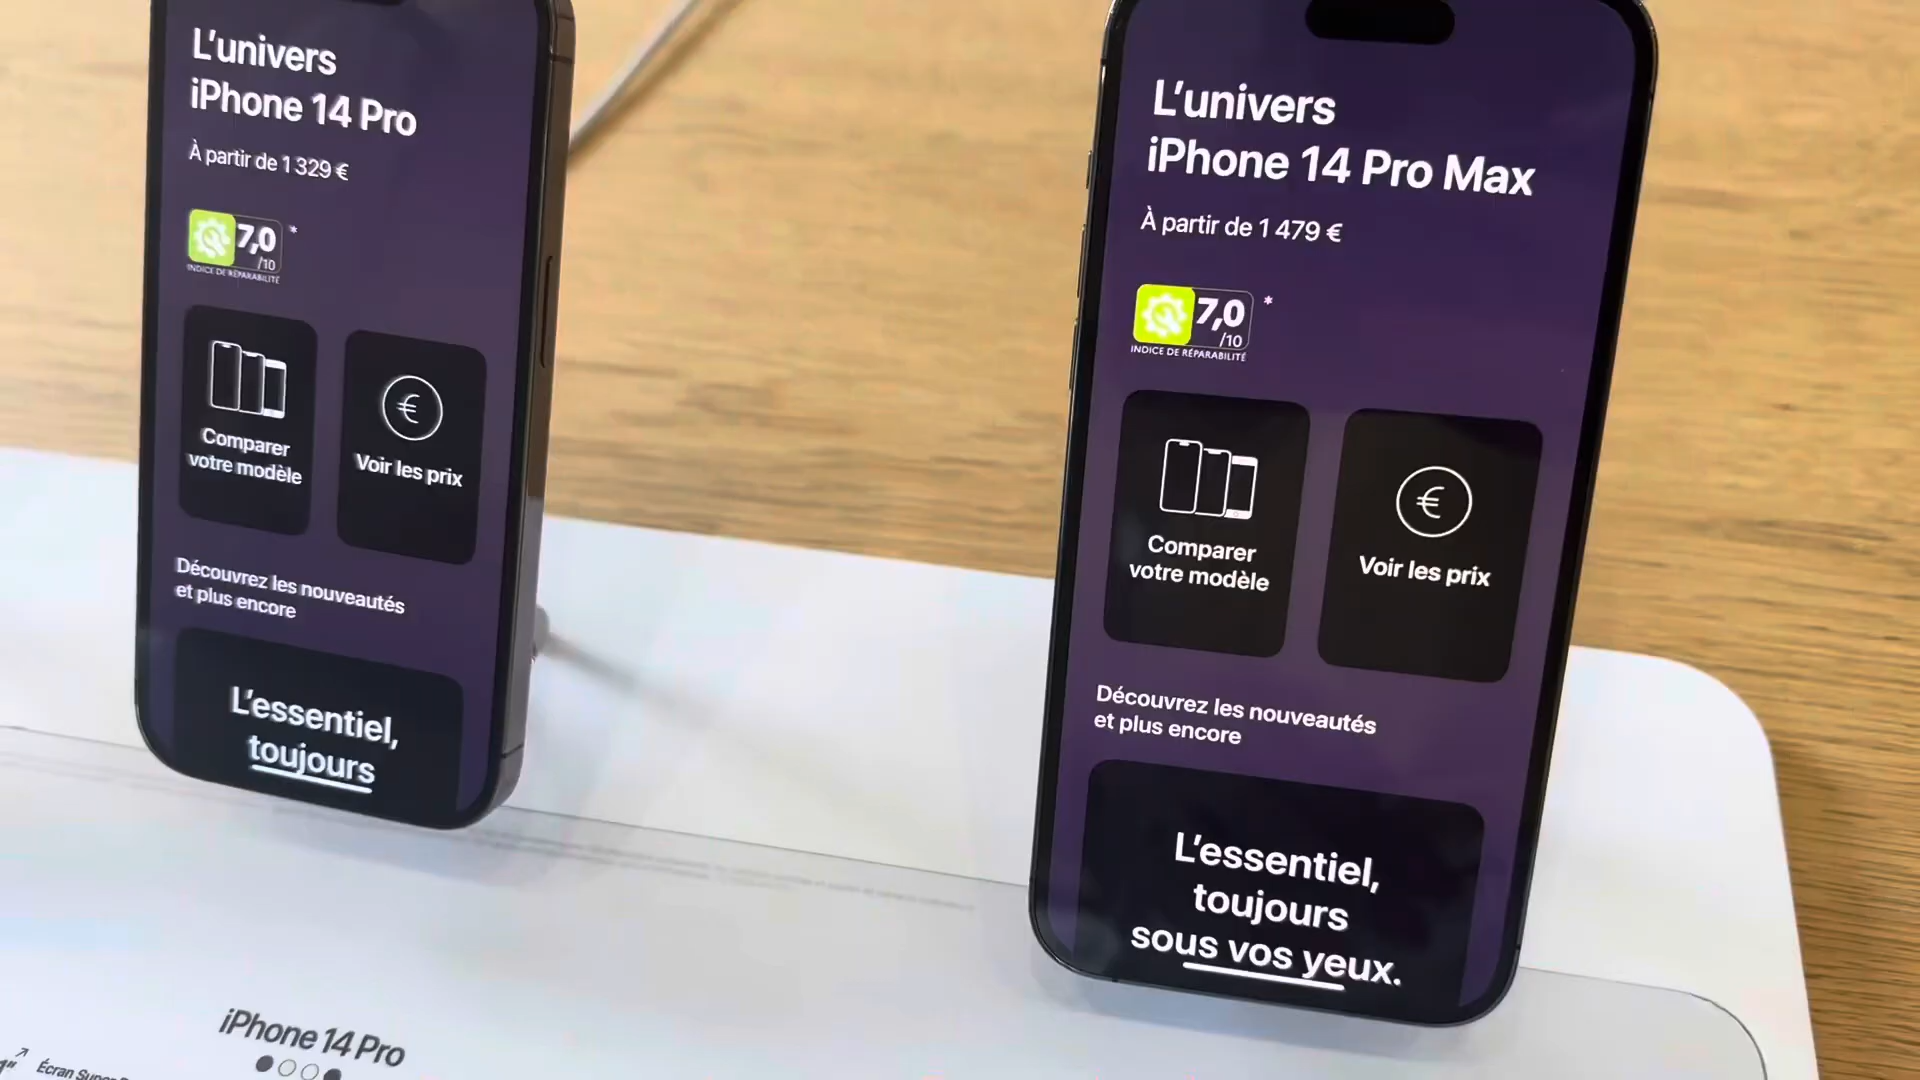 L'univers
iPhone 14 Pro
À partir de 1 329 €
7,0
/10
*
INDICE DE RÉPARABILITÉ
Comparer
votre modèle
Voir les prix
Découvrez les nouveautés
et plus encore
L'essentiel,
toujours
L'univers
iPhone 14 Pro Max
À partir de 1 479 €
7,0
/10
*
INDICE DE RÉPARABILITÉ
Comparer
votre modèle
Voir les prix
Découvrez les nouveautés
et plus encore
L'essentiel,
toujours
sous vos yeux.
iPhone 14 Pro
Écran